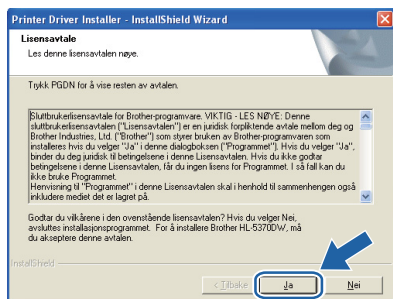 Printer Driver Installer - InstallShield Wizard
Lisensavtale
Les denne lisensavtalen nøye.
Trykk PGDN for å vise resten av avtalen.
Sluttbrukerlisensavtale for Brother-programvare. VIKTIG - LES NØYE: Denne
sluttbrukerlisensavtalen ("Lisensavtalen") er en juridisk forpliktende avtale mellom deg og
Brother Industries, Ltd. ("Brother") som styrer bruken av Brother-programvaren som
installeres hvis du velger "Ja" i denne dialogboksen ("Programmet"). Hvis du velger "Ja",
binder du deg juridisk til betingelsene i denne Lisensavtalen. Hvis du ikke godtar
betingelsene i denne Lisensavtalen, får du ingen lisens for Programmet. I så fall kan du
ikke bruke Programmet.
Henvisning til "Programmet" i denne Lisensavtalen skal i henhold til sammenhengen også
inkludere mediet det er lagret på.
Godtar du vilkårene i den ovenstående lisensavtalen? Hvis du velger Nei,
avsluttes installasjonsprogrammet. For å installere Brother HL-5370DW, må
du akseptere denne avtalen.
InstallShield
< Tilbake
Ja
Nei